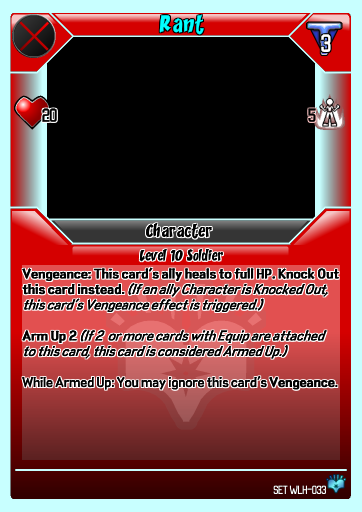 Rant
3
20
5
Character
Level 10 Soldier
Vengeance: This card's ally heals to full HP. Knock Out
this card instead. (If an ally Character is Knocked Out,
this card's Vengeance effect is triggered.)
Arm Up 2 (If 2 or more cards with Equip are attached
to this card, this card is considered Armed Up.)
While Armed Up: You may ignore this card's Vengeance.
SET WLH-033